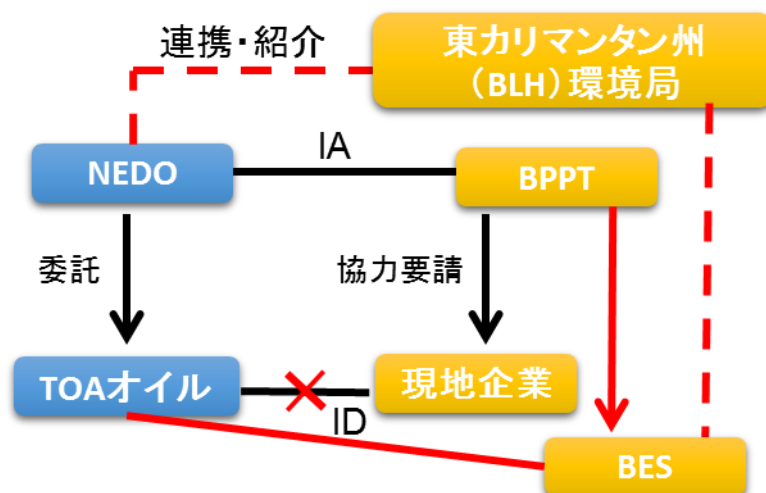 連携・紹介
東カリマンタン州
（BLH）環境局
NEDO
IA
BPPT
委託
協力要請
TOAオイル
現地企業
ID
BES